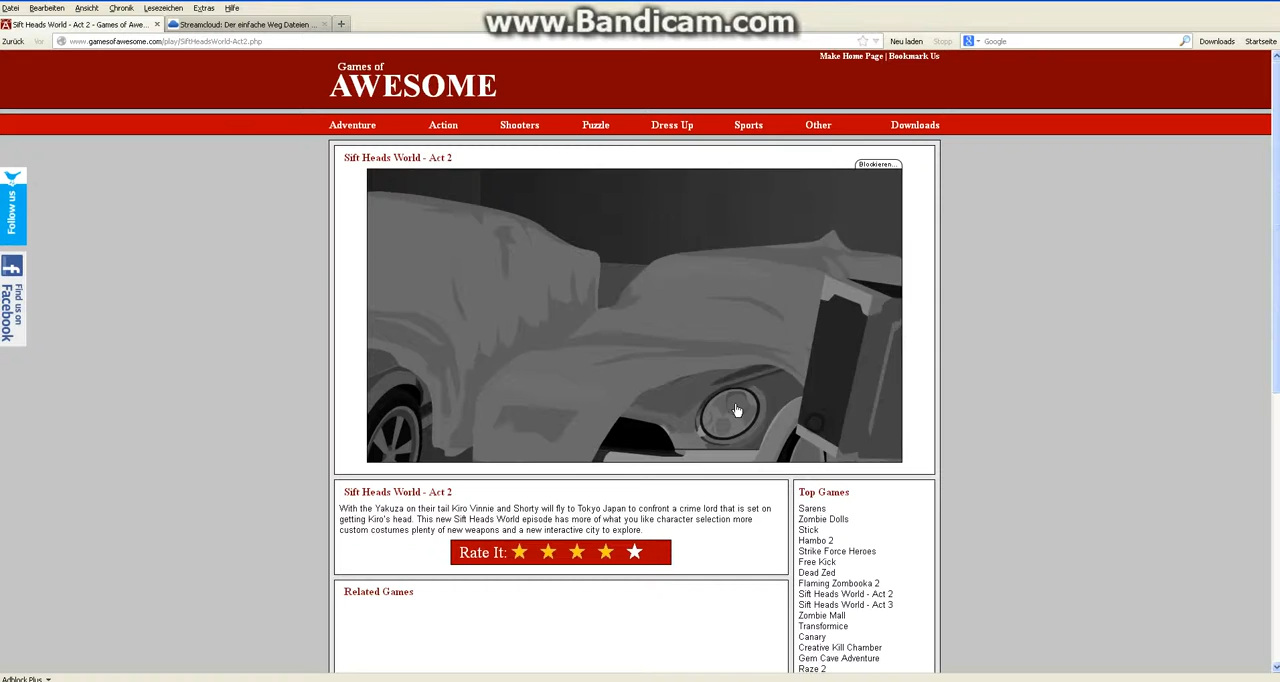 www.Bandicam.com
Datei Bearbeiten Ansicht Chronik Lesezeichen Extras Hilfe
Sift Heads World - Act 2 - Games of Awe... × Streamcloud: Der einfache Weg Dateien ... × +
Zurück Vor www.gamesofawesome.com/play/SiftHeadsWorld-Act2.php Neu laden Stopp Google Downloads Startseite
Make Home Page | Bookmark Us
Games of
AWESOME
Adventure Action Shooters Puzzle Dress Up Sports Other Downloads
Sift Heads World - Act 2
Blockieren...
Follow us
Find us on
Facebook
Sift Heads World - Act 2
With the Yakuza on their tail Kiro Vinnie and Shorty will fly to Tokyo Japan to confront a crime lord that is set on
getting Kiro's head. This new Sift Heads World episode has more of what you like character selection more
custom costumes plenty of new weapons and a new interactive city to explore.
Rate It:
Related Games
Top Games
Sarens
Zombie Dolls
Stick
Hambo 2
Strike Force Heroes
Free Kick
Dead Zed
Flaming Zombooka 2
Sift Heads World - Act 2
Sift Heads World - Act 3
Zombie Mall
Transformice
Canary
Creative Kill Chamber
Gem Cave Adventure
Raze 2
Adblock Plus